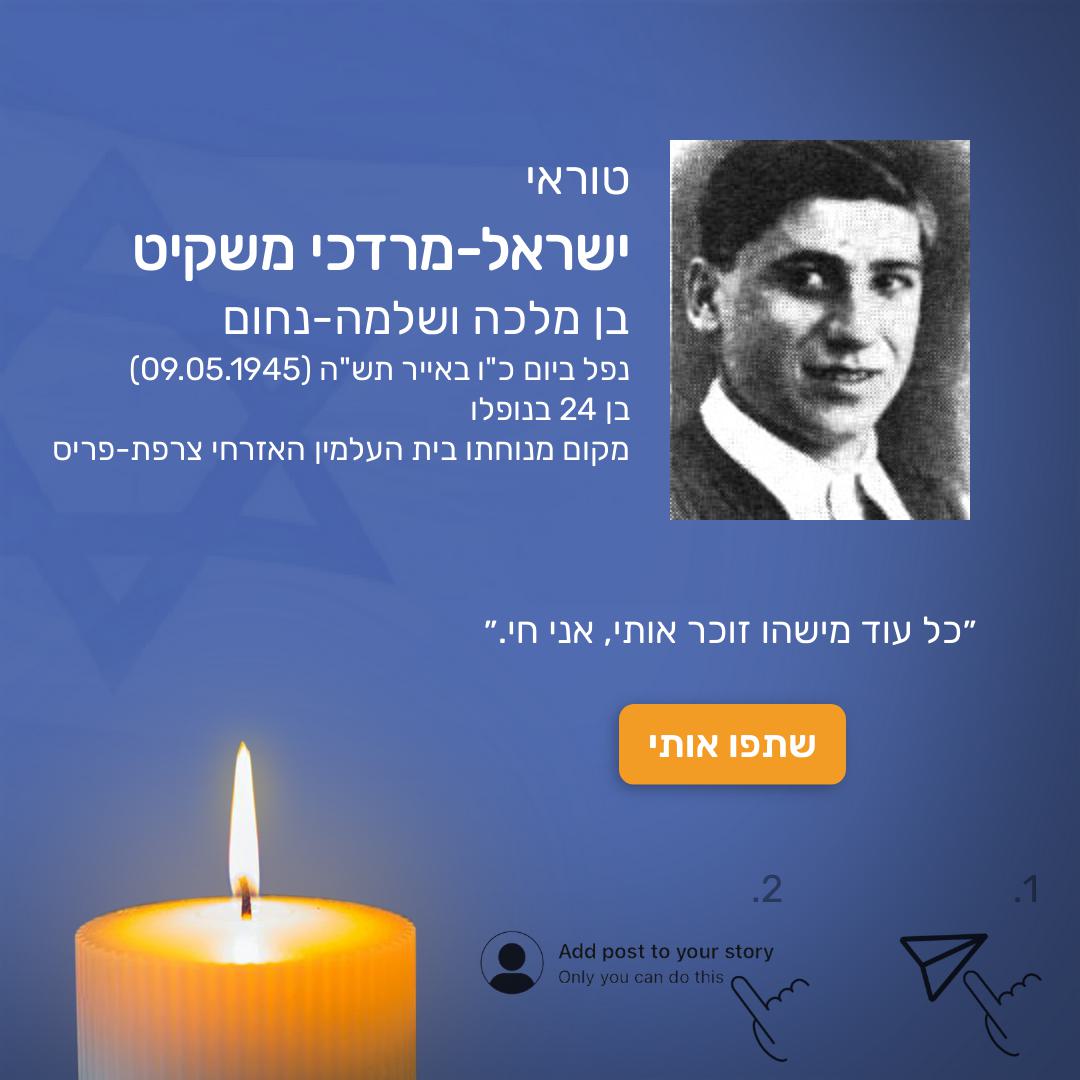 טוראי
ישראל-מרדכי משקיט
בן מלכה ושלמה-נחום
נפל ביום כ"ו באייר תש"ה (09.05.1945)
בן 24 בנופלו
מקום מנוחתו בית העלמין האזרחי צרפת-פריס
״כל עוד מישהו זוכר אותי, אני חי.״
שתפו אותי
1.
2.
Add post to your story
Only you can do this